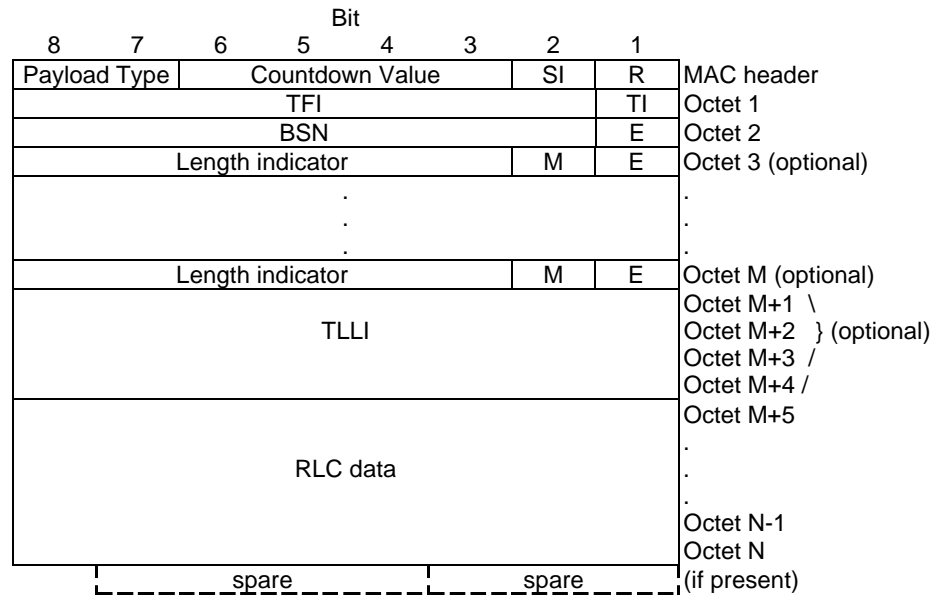 Bit
8 7 6 5 4 3 2 1
Payload Type Countdown Value SI R MAC header
TFI TI Octet 1
BSN E Octet 2
Length indicator M E Octet 3 (optional)
. .
. .
. .
Length indicator M E Octet M (optional)
Octet M+1 \
TLLI Octet M+2 } (optional)
Octet M+3 /
Octet M+4 /
Octet M+5
.
RLC data .
.
Octet N-1
Octet N
spare spare (if present)